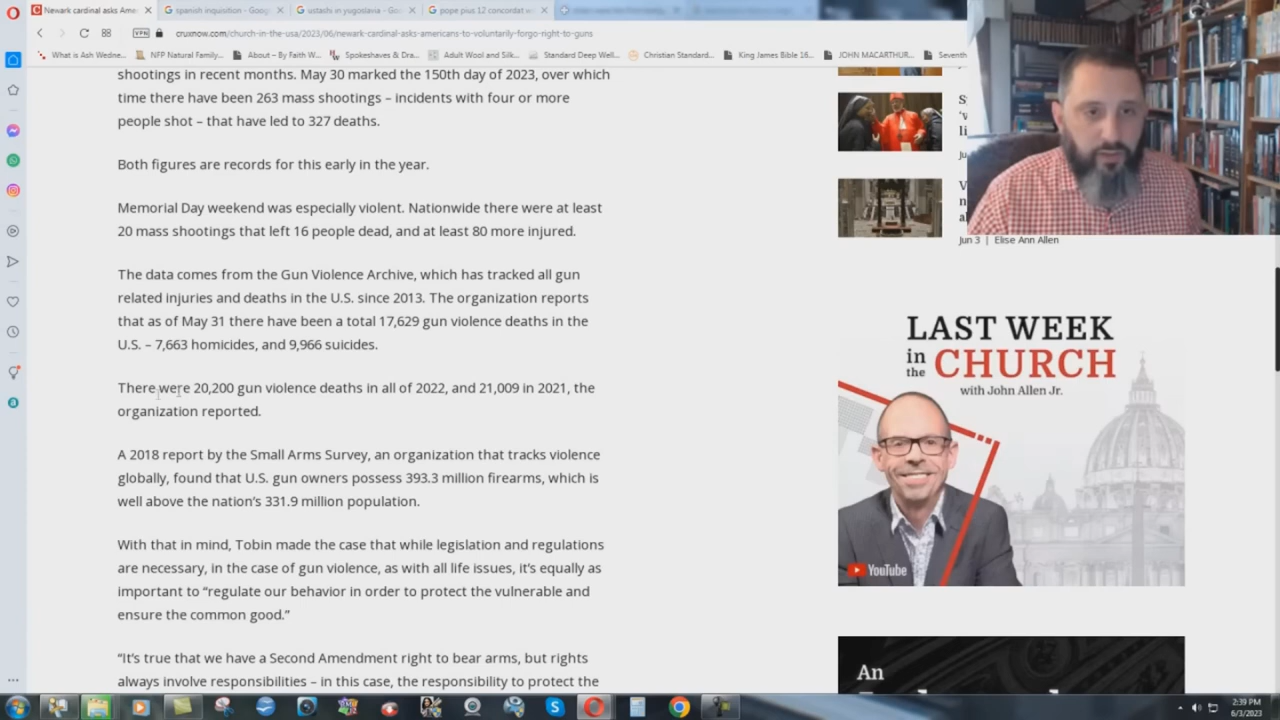 Newark cardinal asks Ame
spanish inquisition - Goog
ustashi in yugoslavia - Go
pope pius 12 concordat w
88
VPN
cruxnow.com/church-in-the-usa/2023/06/newark-cardinal-asks-americans-to-voluntarily-forgo-right-to-guns
What is Ash Wedne...
NFP Natural Family...
About – By Faith W...
Spokeshaves & Dra...
Adult Wool and Silk...
Standard Deep Well...
Christian Standard...
King James Bible 16...
JOHN MACARTHUR'...
Seventh
shootings in recent months. May 30 marked the 150th day of 2023, over which
time there have been 263 mass shootings – incidents with four or more
people shot – that have led to 327 deaths.
Both figures are records for this early in the year.
Memorial Day weekend was especially violent. Nationwide there were at least
20 mass shootings that left 16 people dead, and at least 80 more injured.
The data comes from the Gun Violence Archive, which has tracked all gun
related injuries and deaths in the U.S. since 2013. The organization reports
that as of May 31 there have been a total 17,629 gun violence deaths in the
U.S. – 7,663 homicides, and 9,966 suicides.
There were 20,200 gun violence deaths in all of 2022, and 21,009 in 2021, the
organization reported.
A 2018 report by the Small Arms Survey, an organization that tracks violence
globally, found that U.S. gun owners possess 393.3 million firearms, which is
well above the nation's 331.9 million population.
With that in mind, Tobin made the case that while legislation and regulations
are necessary, in the case of gun violence, as with all life issues, it's equally as
important to “regulate our behavior in order to protect the vulnerable and
ensure the common good.”
“It's true that we have a Second Amendment right to bear arms, but rights
always involve responsibilities – in this case, the responsibility to protect the
Jun 3 | Elise Ann Allen
LAST WEEK
in the CHURCH
with John Allen Jr.
YouTube
An
2:39 PM
6/3/2023